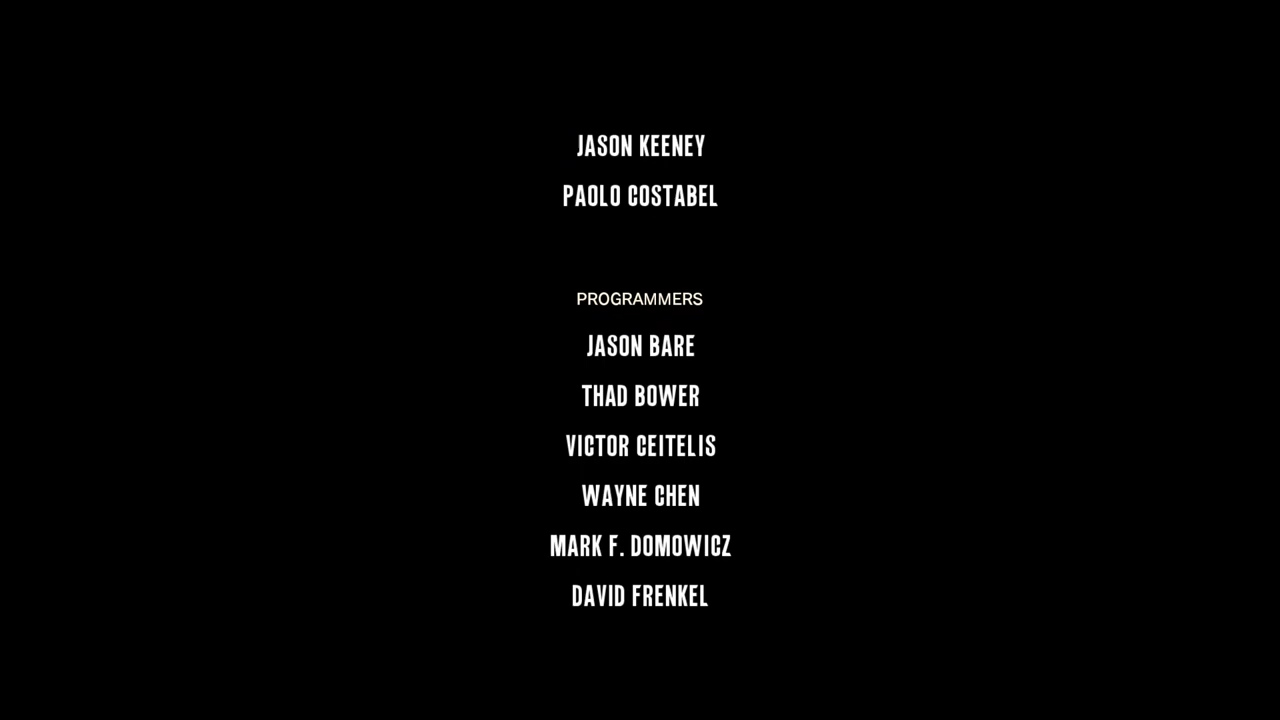 JASON KEENEY
PAOLO COSTABEL
PROGRAMMERS
JASON BARE
THAD BOWER
VICTOR CEITELIS
WAYNE CHEN
MARK F. DOMOWICZ
DAVID FRENKEL